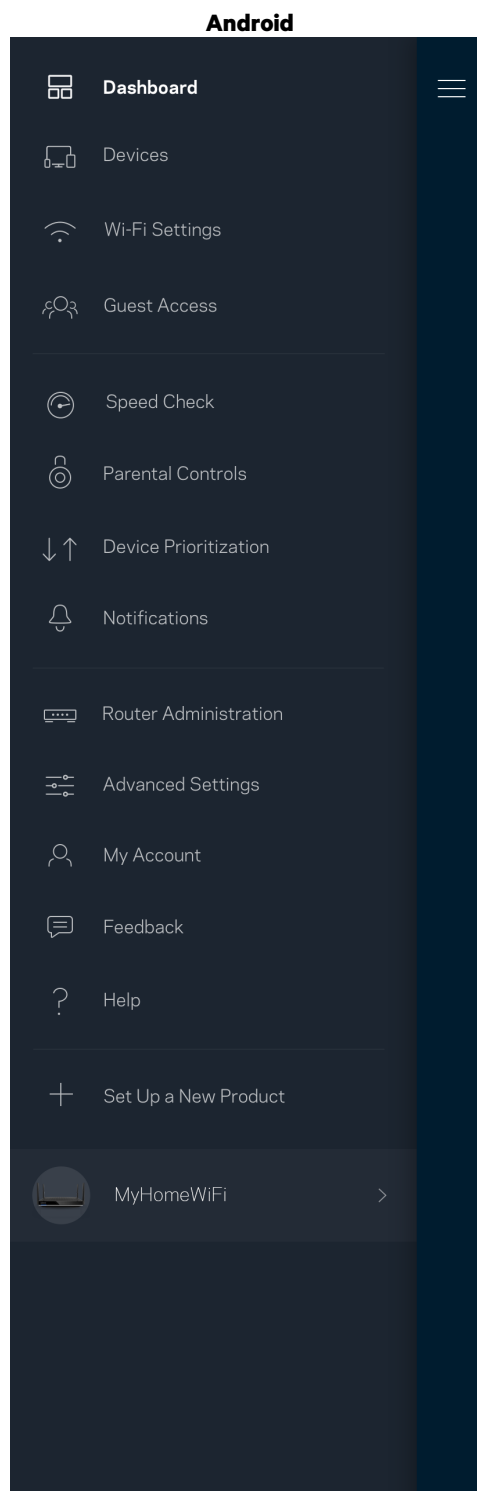 Android
Dashboard
Devices
Wi-Fi Settings
Guest Access
Speed Check
Parental Controls
Device Prioritization
Notifications
Router Administration
Advanced Settings
My Account
Feedback
Help
Set Up a New Product
MyHomeWiFi